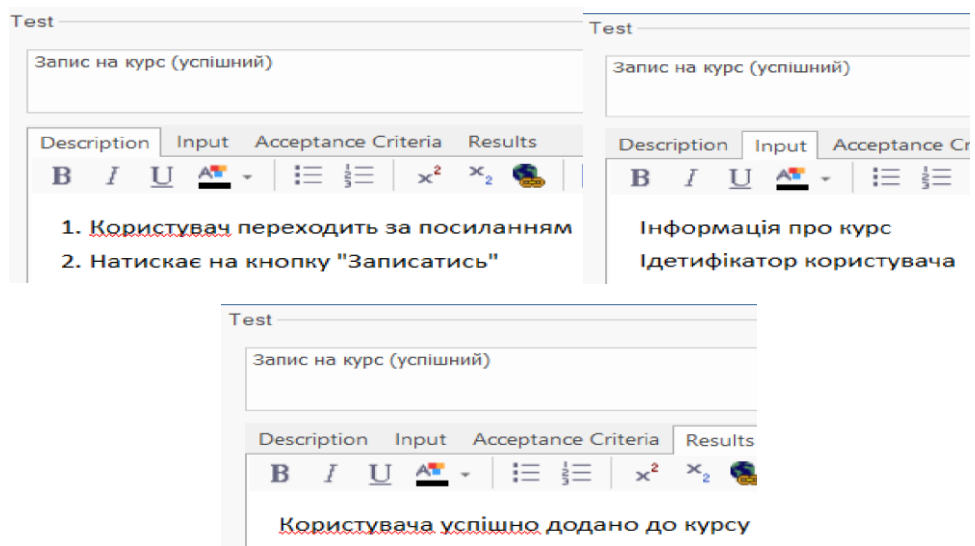 Test
Запис на курс (успішний)
Description Input Acceptance Criteria Results
B I U A x² x₂
1. Користувач переходить за посиланням
2. Натискає на кнопку "Записатись"
Test
Запис на курс (успішний)
Description Input Acceptance Cr
B I U A
Інформація про курс
Ідетифікатор користувача
Test
Запис на курс (успішний)
Description Input Acceptance Criteria Results
B I U A x² x₂
Користувача успішно додано до курсу